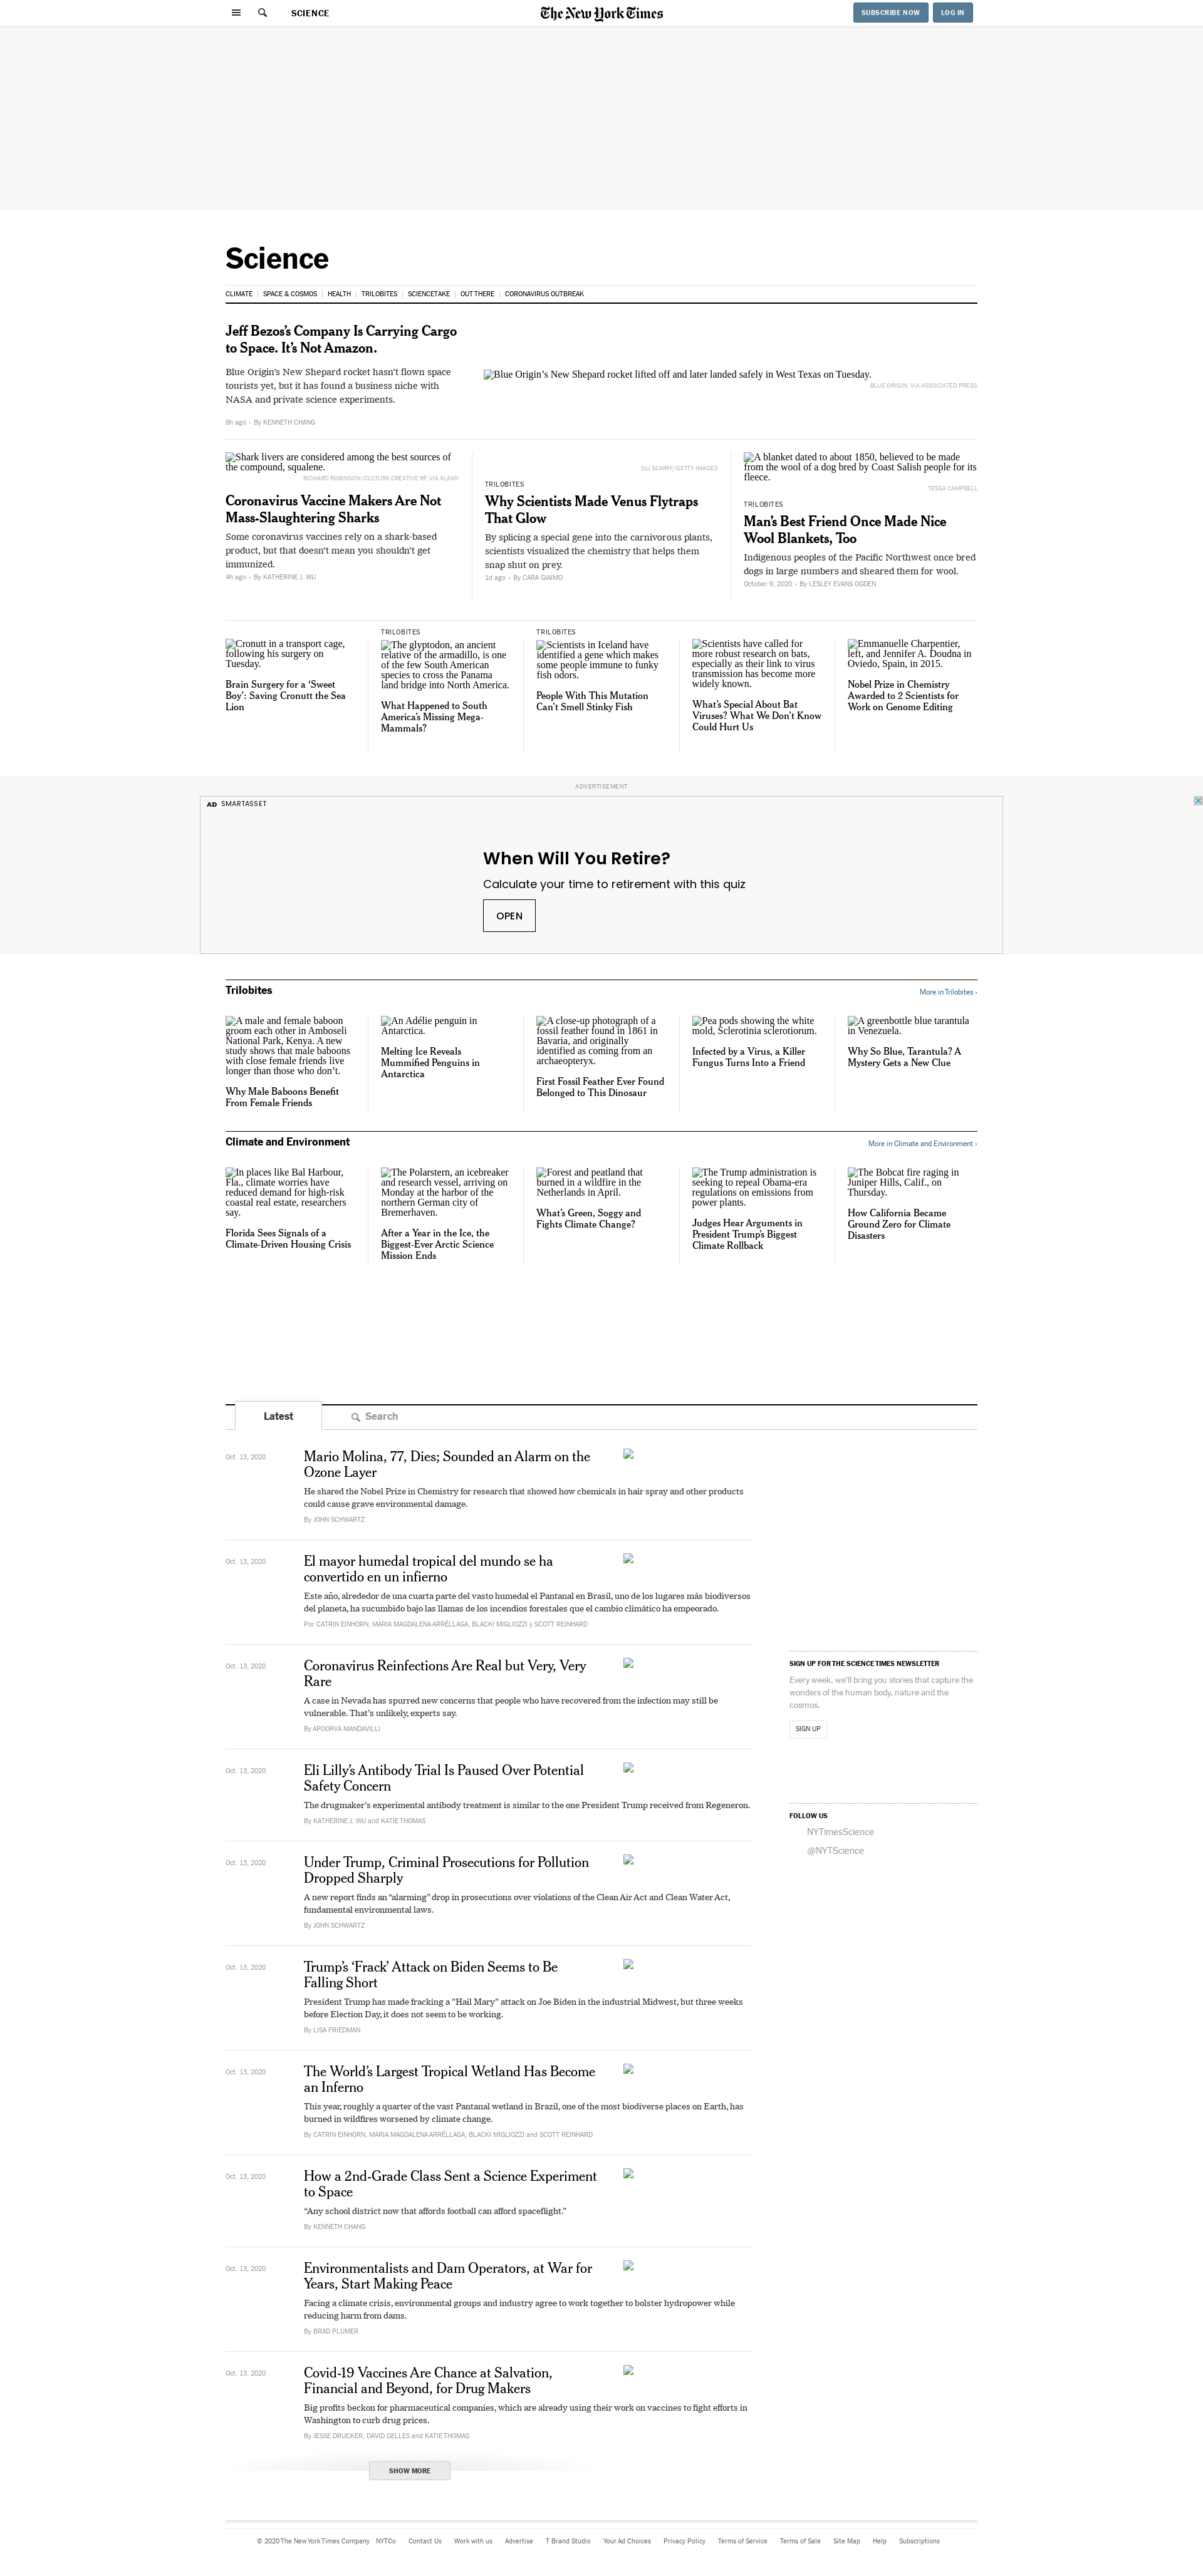 SCIENCE
The New York Times
SUBSCRIBE NOW
LOG IN
Science
CLIMATE
SPACE & COSMOS
HEALTH
TRILOBITES
SCIENCETAKE
OUT THERE
CORONAVIRUS OUTBREAK
Jeff Bezos’s Company Is Carrying Cargo
to Space. It’s Not Amazon.
Blue Origin’s New Shepard rocket hasn’t flown space
tourists yet, but it has found a business niche with
NASA and private science experiments.
8h ago • By KENNETH CHANG
Blue Origin’s New Shepard rocket lifted off and later landed safely in West Texas on Tuesday.
BLUE ORIGIN, VIA ASSOCIATED PRESS
Shark livers are considered among the best sources of
the compound, squalene.
RICHARD ROBINSON/CULTURA CREATIVE RF, VIA ALAMY
Coronavirus Vaccine Makers Are Not
Mass-Slaughtering Sharks
Some coronavirus vaccines rely on a shark-based
product, but that doesn’t mean you shouldn’t get
immunized.
4h ago • By KATHERINE J. WU
OLI SCARFF/GETTY IMAGES
TRILOBITES
Why Scientists Made Venus Flytraps
That Glow
By splicing a special gene into the carnivorous plants,
scientists visualized the chemistry that helps them
snap shut on prey.
1d ago • By CARA GIAIMO
A blanket dated to about 1850, believed to be made
from the wool of a dog bred by Coast Salish people for its
fleece.
TESSA CAMPBELL
TRILOBITES
Man’s Best Friend Once Made Nice
Wool Blankets, Too
Indigenous peoples of the Pacific Northwest once bred
dogs in large numbers and sheared them for wool.
October 9, 2020 • By LESLEY EVANS OGDEN
Cronutt in a transport cage,
following his surgery on
Tuesday.
Brain Surgery for a ‘Sweet
Boy’: Saving Cronutt the Sea
Lion
TRILOBITES
The glyptodon, an ancient
relative of the armadillo, is one
of the few South American
species to cross the Panama
land bridge into North America.
What Happened to South
America’s Missing Mega-
Mammals?
TRILOBITES
Scientists in Iceland have
identified a gene which makes
some people immune to funky
fish odors.
People With This Mutation
Can’t Smell Stinky Fish
Scientists have called for
more robust research on bats,
especially as their link to virus
transmission has become more
widely known.
What’s Special About Bat
Viruses? What We Don’t Know
Could Hurt Us
Emmanuelle Charpentier,
left, and Jennifer A. Doudna in
Oviedo, Spain, in 2015.
Nobel Prize in Chemistry
Awarded to 2 Scientists for
Work on Genome Editing
ADVERTISEMENT
AD SMARTASSET
When Will You Retire?
Calculate your time to retirement with this quiz
OPEN
Trilobites
More in Trilobites ›
A male and female baboon
groom each other in Amboseli
National Park, Kenya. A new
study shows that male baboons
with close female friends live
longer than those who don’t.
Why Male Baboons Benefit
From Female Friends
An Adélie penguin in
Antarctica.
Melting Ice Reveals
Mummified Penguins in
Antarctica
A close-up photograph of a
fossil feather found in 1861 in
Bavaria, and originally
identified as coming from an
archaeopteryx.
First Fossil Feather Ever Found
Belonged to This Dinosaur
Pea pods showing the white
mold, Sclerotinia sclerotiorum.
Infected by a Virus, a Killer
Fungus Turns Into a Friend
A greenbottle blue tarantula
in Venezuela.
Why So Blue, Tarantula? A
Mystery Gets a New Clue
Climate and Environment
More in Climate and Environment ›
In places like Bal Harbour,
Fla., climate worries have
reduced demand for high-risk
coastal real estate, researchers
say.
Florida Sees Signals of a
Climate-Driven Housing Crisis
The Polarstern, an icebreaker
and research vessel, arriving on
Monday at the harbor of the
northern German city of
Bremerhaven.
After a Year in the Ice, the
Biggest-Ever Arctic Science
Mission Ends
Forest and peatland that
burned in a wildfire in the
Netherlands in April.
What’s Green, Soggy and
Fights Climate Change?
The Trump administration is
seeking to repeal Obama-era
regulations on emissions from
power plants.
Judges Hear Arguments in
President Trump’s Biggest
Climate Rollback
The Bobcat fire raging in
Juniper Hills, Calif., on
Thursday.
How California Became
Ground Zero for Climate
Disasters
Latest
Search
Oct. 13, 2020
Mario Molina, 77, Dies; Sounded an Alarm on the
Ozone Layer
He shared the Nobel Prize in Chemistry for research that showed how chemicals in hair spray and other products
could cause grave environmental damage.
By JOHN SCHWARTZ
Oct. 13, 2020
El mayor humedal tropical del mundo se ha
convertido en un infierno
Este año, alrededor de una cuarta parte del vasto humedal el Pantanal en Brasil, uno de los lugares más biodiversos
del planeta, ha sucumbido bajo las llamas de los incendios forestales que el cambio climático ha empeorado.
Por CATRIN EINHORN, MARIA MAGDALENA ARRÉLLAGA, BLACKI MIGLIOZZI y SCOTT REINHARD
Oct. 13, 2020
Coronavirus Reinfections Are Real but Very, Very
Rare
A case in Nevada has spurred new concerns that people who have recovered from the infection may still be
vulnerable. That’s unlikely, experts say.
By APOORVA MANDAVILLI
Oct. 13, 2020
Eli Lilly’s Antibody Trial Is Paused Over Potential
Safety Concern
The drugmaker’s experimental antibody treatment is similar to the one President Trump received from Regeneron.
By KATHERINE J. WU and KATIE THOMAS
Oct. 13, 2020
Under Trump, Criminal Prosecutions for Pollution
Dropped Sharply
A new report finds an “alarming” drop in prosecutions over violations of the Clean Air Act and Clean Water Act,
fundamental environmental laws.
By JOHN SCHWARTZ
Oct. 13, 2020
Trump’s ‘Frack’ Attack on Biden Seems to Be
Falling Short
President Trump has made fracking a “Hail Mary” attack on Joe Biden in the industrial Midwest, but three weeks
before Election Day, it does not seem to be working.
By LISA FRIEDMAN
Oct. 13, 2020
The World’s Largest Tropical Wetland Has Become
an Inferno
This year, roughly a quarter of the vast Pantanal wetland in Brazil, one of the most biodiverse places on Earth, has
burned in wildfires worsened by climate change.
By CATRIN EINHORN, MARIA MAGDALENA ARRÉLLAGA, BLACKI MIGLIOZZI and SCOTT REINHARD
Oct. 13, 2020
How a 2nd-Grade Class Sent a Science Experiment
to Space
“Any school district now that affords football can afford spaceflight.”
By KENNETH CHANG
Oct. 13, 2020
Environmentalists and Dam Operators, at War for
Years, Start Making Peace
Facing a climate crisis, environmental groups and industry agree to work together to bolster hydropower while
reducing harm from dams.
By BRAD PLUMER
Oct. 13, 2020
Covid-19 Vaccines Are Chance at Salvation,
Financial and Beyond, for Drug Makers
Big profits beckon for pharmaceutical companies, which are already using their work on vaccines to fight efforts in
Washington to curb drug prices.
By JESSE DRUCKER, DAVID GELLES and KATIE THOMAS
SHOW MORE
SIGN UP FOR THE SCIENCE TIMES NEWSLETTER
Every week, we’ll bring you stories that capture the
wonders of the human body, nature and the
cosmos.
SIGN UP
FOLLOW US
NYTimesScience
@NYTScience
© 2020 The New York Times Company
NYTCo
Contact Us
Work with us
Advertise
T Brand Studio
Your Ad Choices
Privacy Policy
Terms of Service
Terms of Sale
Site Map
Help
Subscriptions